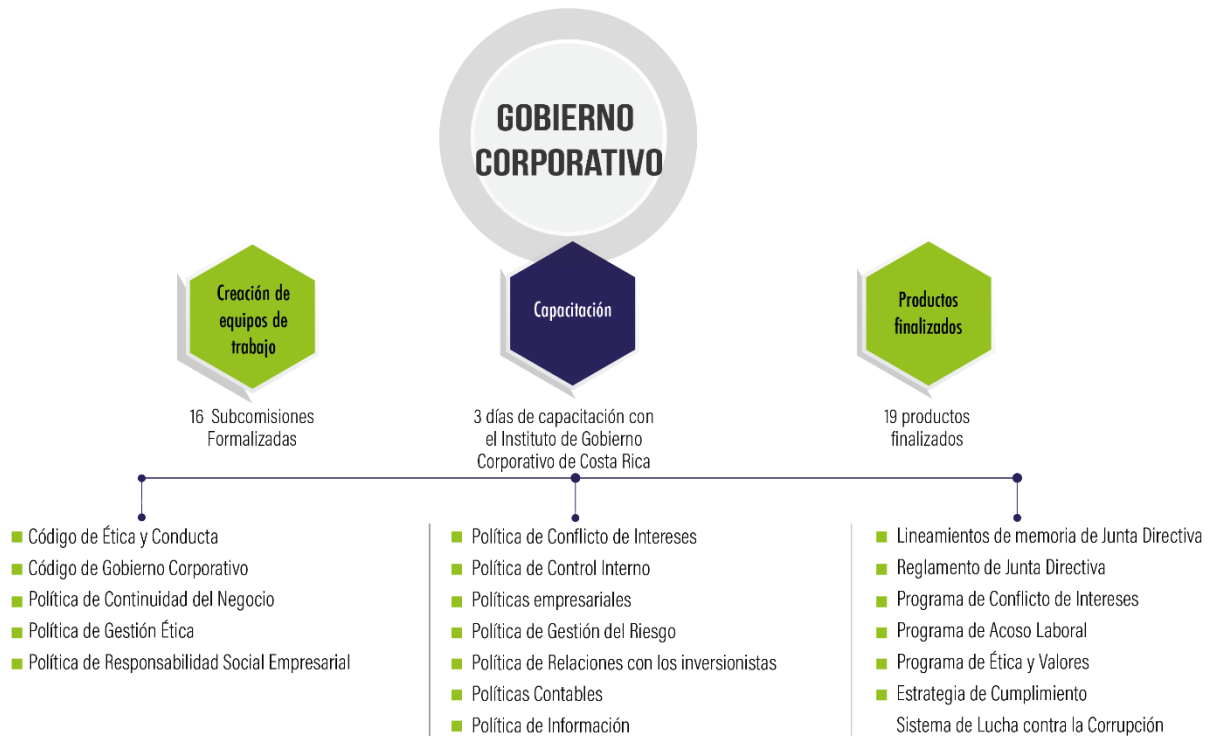 GOBIERNO
CORPORATIVO
Creación de
equipos de
trabajo
16 Subcomisiones
Formalizadas
Capacitación
3 días de capacitación con
el Instituto de Gobierno
Corporativo de Costa Rica
Productos
finalizados
19 productos
finalizados
Código de Ética y Conducta
Código de Gobierno Corporativo
Política de Continuidad del Negocio
Política de Gestión Ética
Política de Responsabilidad Social Empresarial
Política de Conflicto de Intereses
Política de Control Interno
Políticas empresariales
Política de Gestión del Riesgo
Política de Relaciones con los inversionistas
Políticas Contables
Política de Información
Lineamientos de memoria de Junta Directiva
Reglamento de Junta Directiva
Programa de Conflicto de Intereses
Programa de Acoso Laboral
Programa de Ética y Valores
Estrategia de Cumplimiento
Sistema de Lucha contra la Corrupción